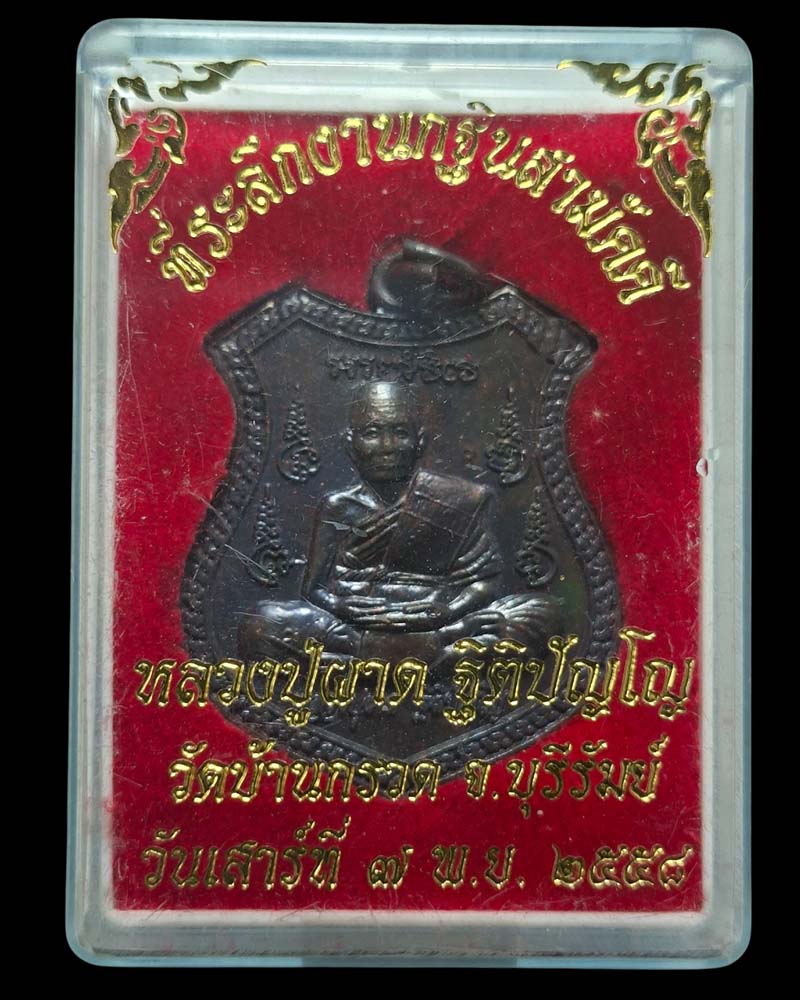 ที่ระลึกงานกฐินสามัคคี
หลวงปู่ผาด ฐิติปัญโญ
วัดบ้านกรวด จ.บุรีรัมย์
วันเสาร์ที่ ๗ พ.ย. ๒๕๕๘